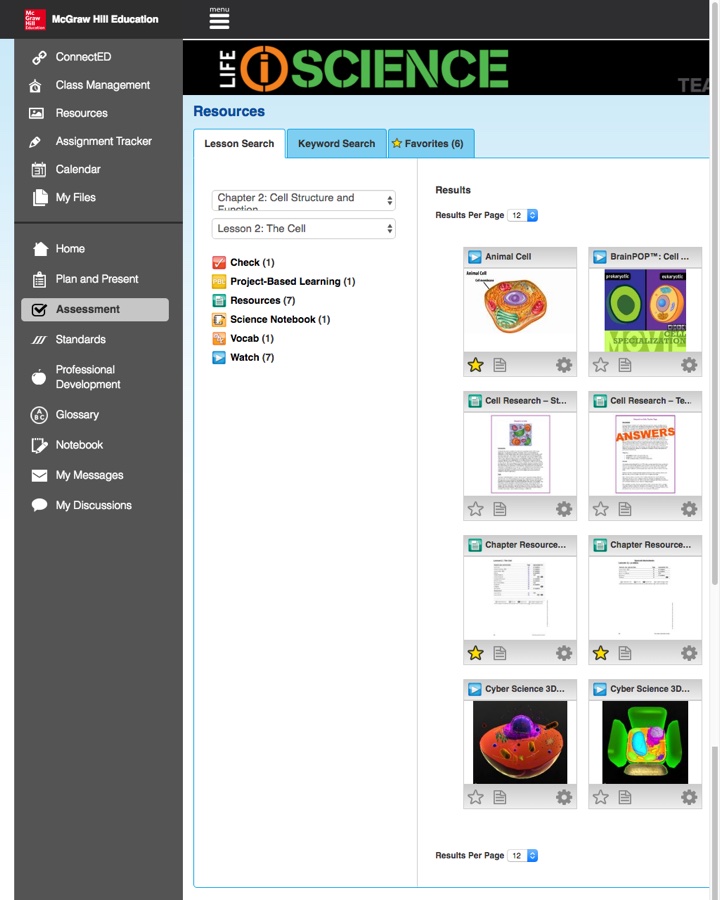 Mc
Graw
Hill
Education
McGraw Hill Education
menu
ConnectED
Class Management
Resources
Assignment Tracker
Calendar
My Files
Home
Plan and Present
Assessment
Standards
Professional
Development
Glossary
Notebook
My Messages
My Discussions
LIFE iSCIENCE
TEA
Resources
Lesson Search
Keyword Search
Favorites (6)
Chapter 2: Cell Structure and
Function
Lesson 2: The Cell
Check (1)
Project-Based Learning (1)
Resources (7)
Science Notebook (1)
Vocab (1)
Watch (7)
Results
Results Per Page 12
Animal Cell
Animal Cell
Cell membrane
BrainPOP™: Cell ...
prokaryotic
eukaryotic
CELL
SPECIALIZATION
Cell Research – St...
Cell Research – Te...
ANSWERS
Chapter Resource...
Chapter Resource...
Cyber Science 3D...
Cyber Science 3D...
Results Per Page 12